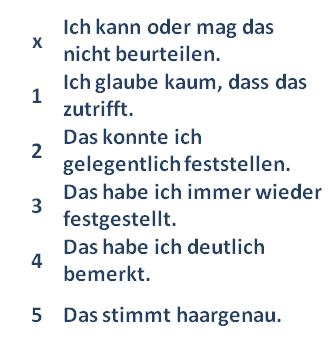 x Ich kann oder mag das
nicht beurteilen.
1 Ich glaube kaum, dass das
zutrifft.
2 Das konnte ich
gelegentlich feststellen.
3 Das habe ich immer wieder
festgestellt.
4 Das habe ich deutlich
bemerkt.
5 Das stimmt haargenau.